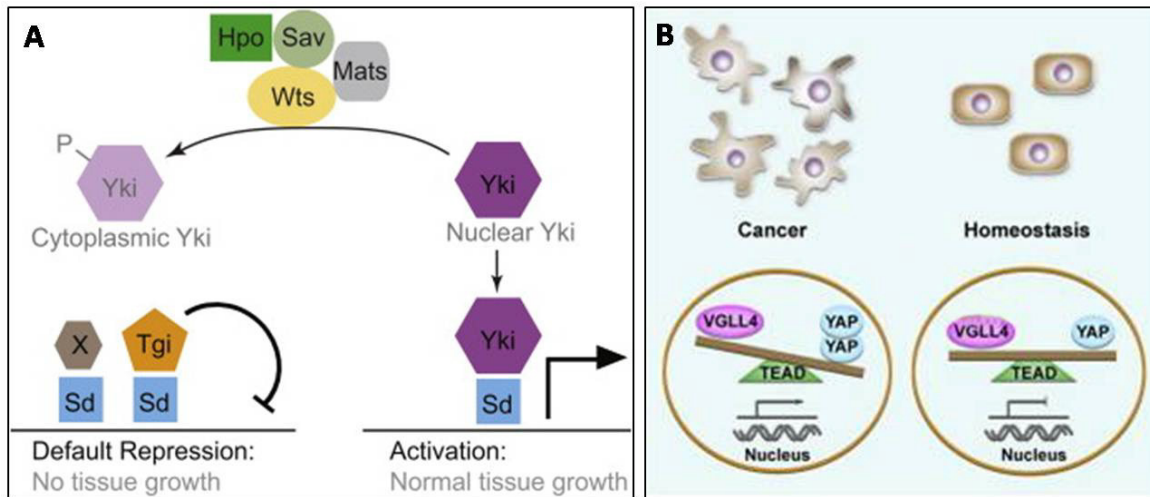 A
Hpo
Sav
Mats
Wts
P
Yki
Cytoplasmic Yki
Yki
Nuclear Yki
Yki
X
Tgi
Sd
Sd
Sd
Default Repression:
No tissue growth
Activation:
Normal tissue growth
B
Cancer
Homeostasis
VGLL4
YAP
YAP
TEAD
Nucleus
VGLL4
YAP
TEAD
Nucleus